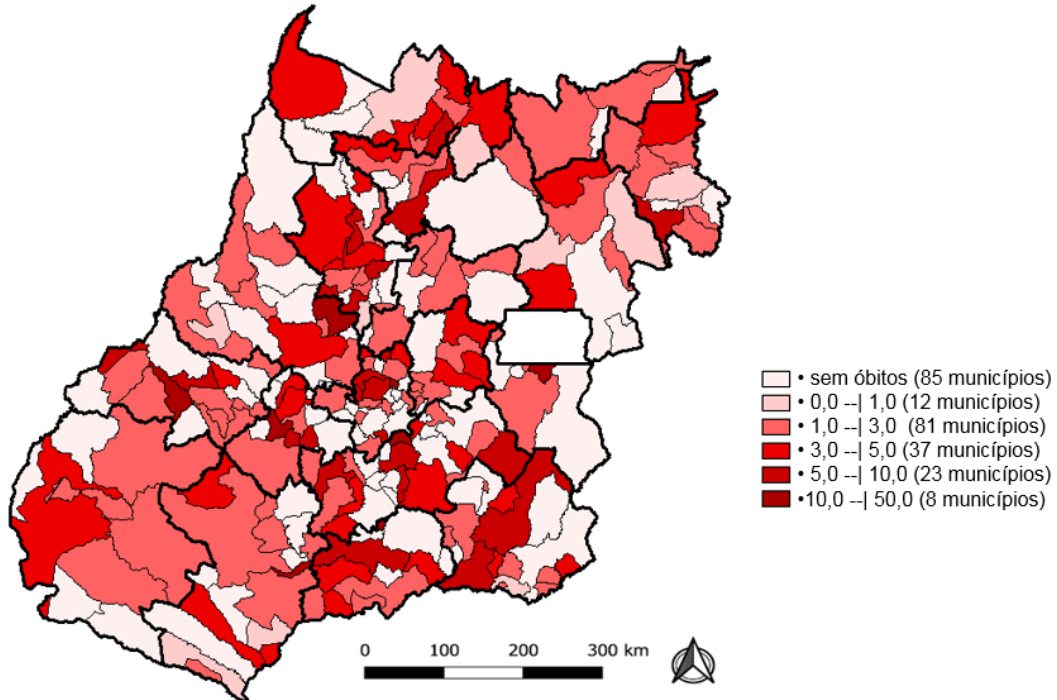 • sem óbitos (85 municípios)
• 0,0 --| 1,0 (12 municípios)
• 1,0 --| 3,0 (81 municípios)
• 3,0 --| 5,0 (37 municípios)
• 5,0 --| 10,0 (23 municípios)
•10,0 --| 50,0 (8 municípios)
0 100 200 300 km